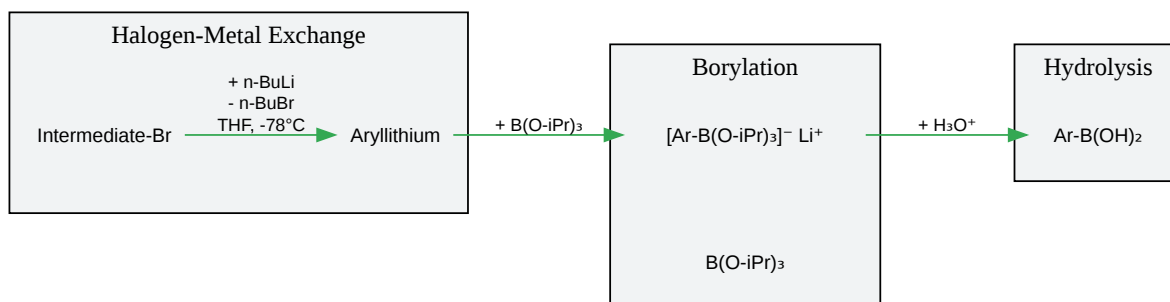 Halogen-Metal Exchange
+ n-BuLi
- n-BuBr
THF, -78°C
Intermediate-Br
Aryllithium
+ B(O-iPr)₃
Borylation
[Ar-B(O-iPr)₃]⁻ Li⁺
B(O-iPr)₃
+ H₃O⁺
Hydrolysis
Ar-B(OH)₂